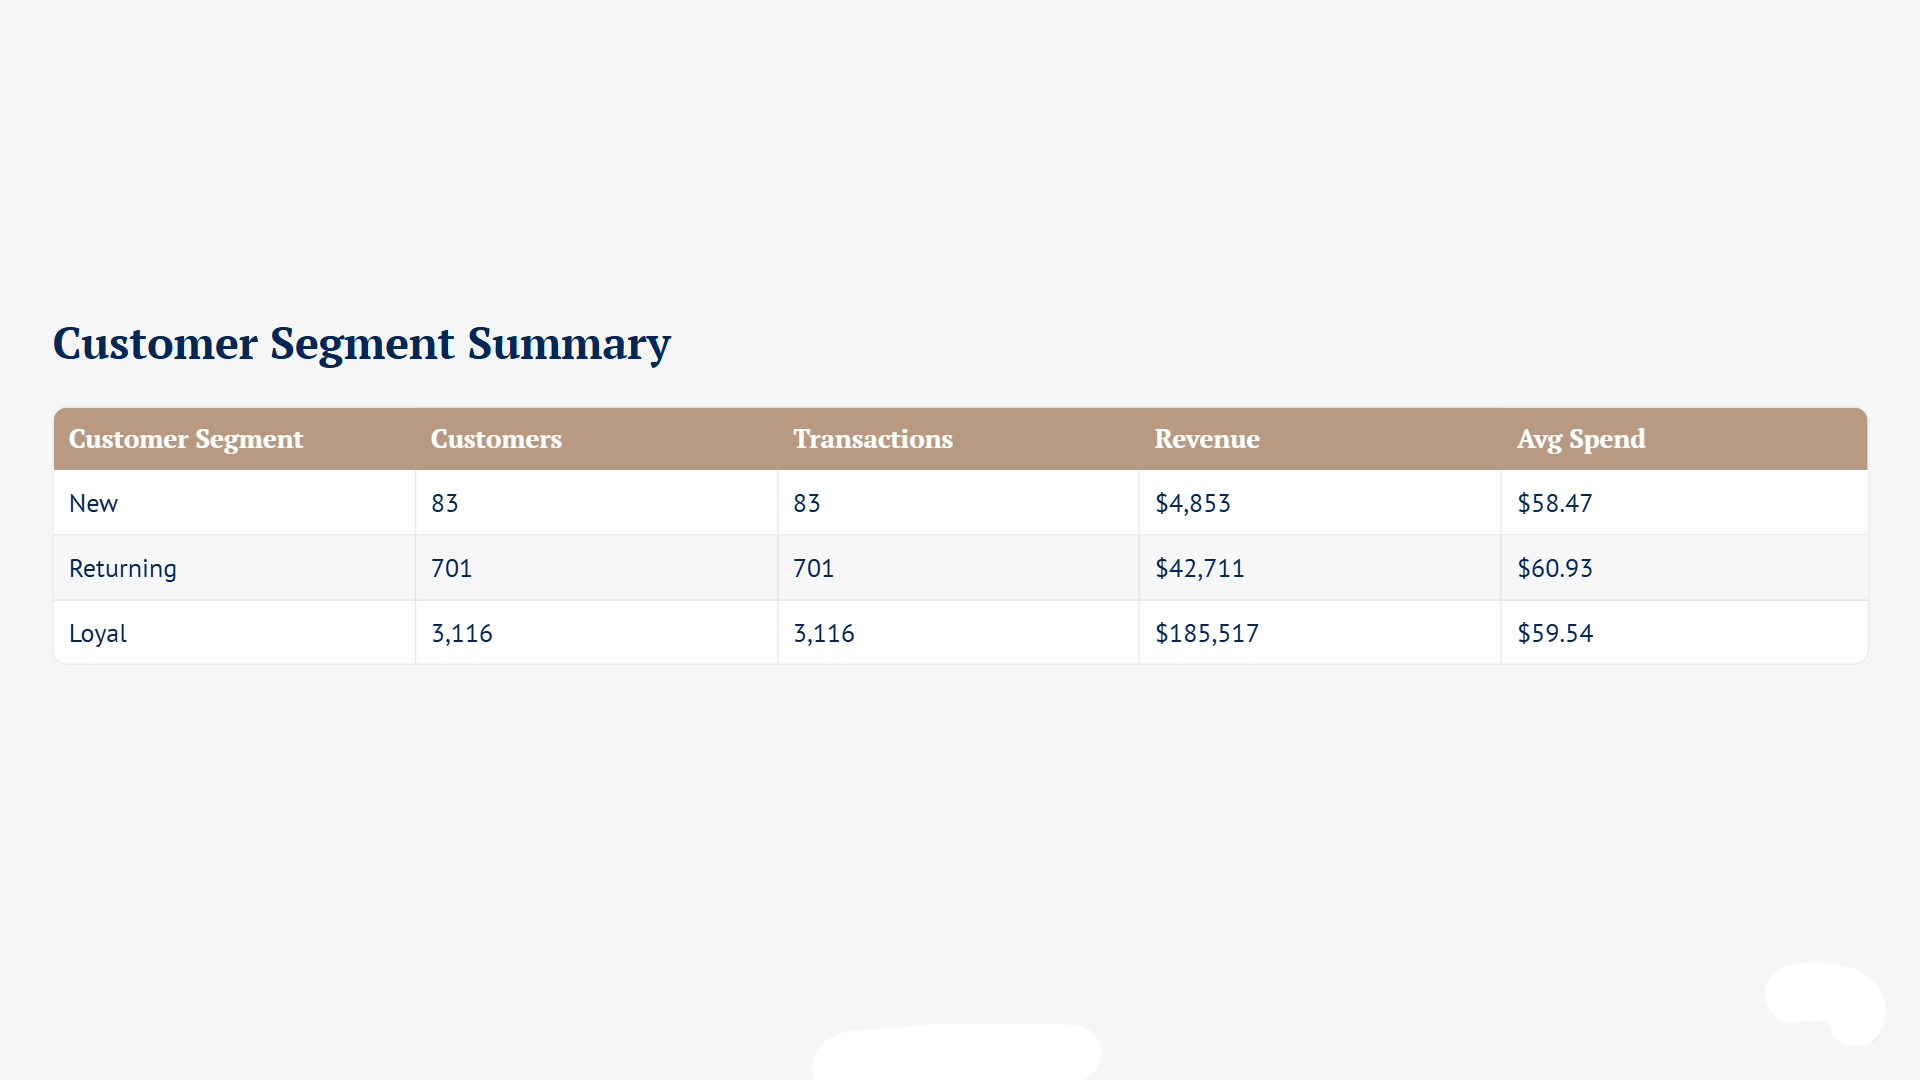 Customer Segment Summary
Customer Segment Customers Transactions Revenue Avg Spend
New 83 83 $4,853 $58.47
Returning 701 701 $42,711 $60.93
Loyal 3,116 3,116 $185,517 $59.54